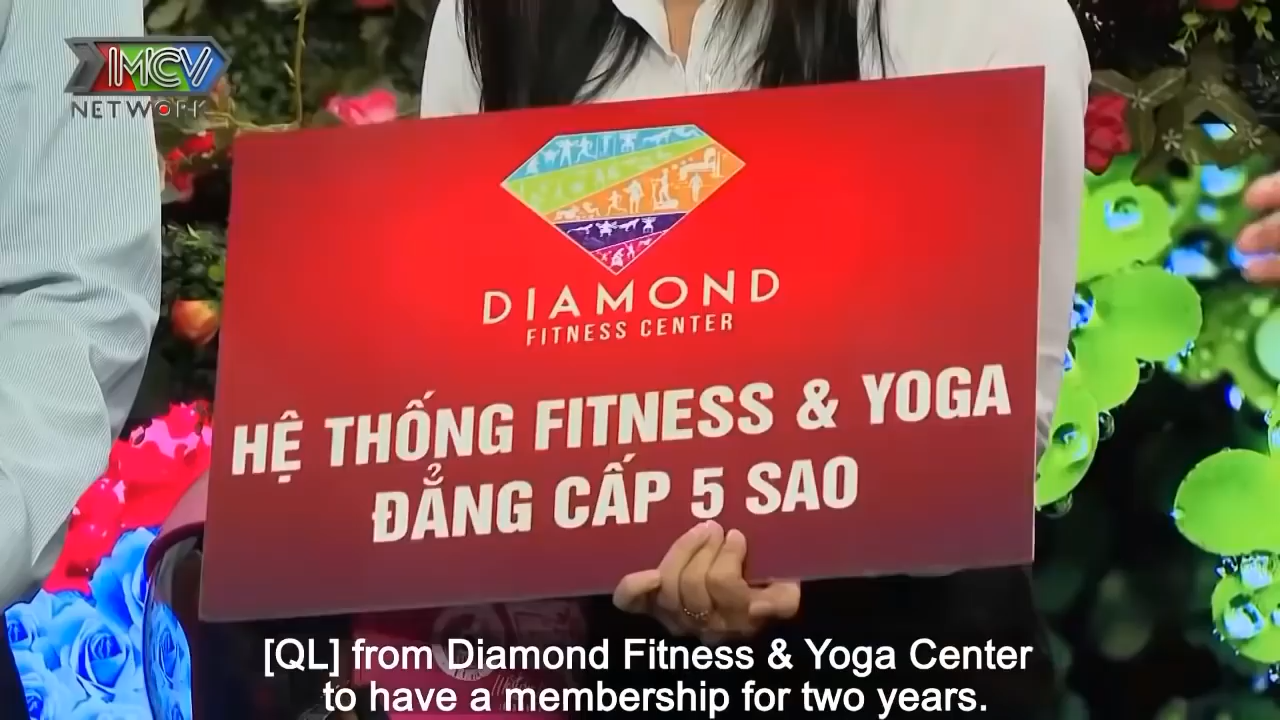 MCV
NETWORK
DIAMOND
FITNESS CENTER
HỆ THỐNG FITNESS & YOGA
ĐẲNG CẤP 5 SAO
[QL] from Diamond Fitness & Yoga Center
to have a membership for two years.